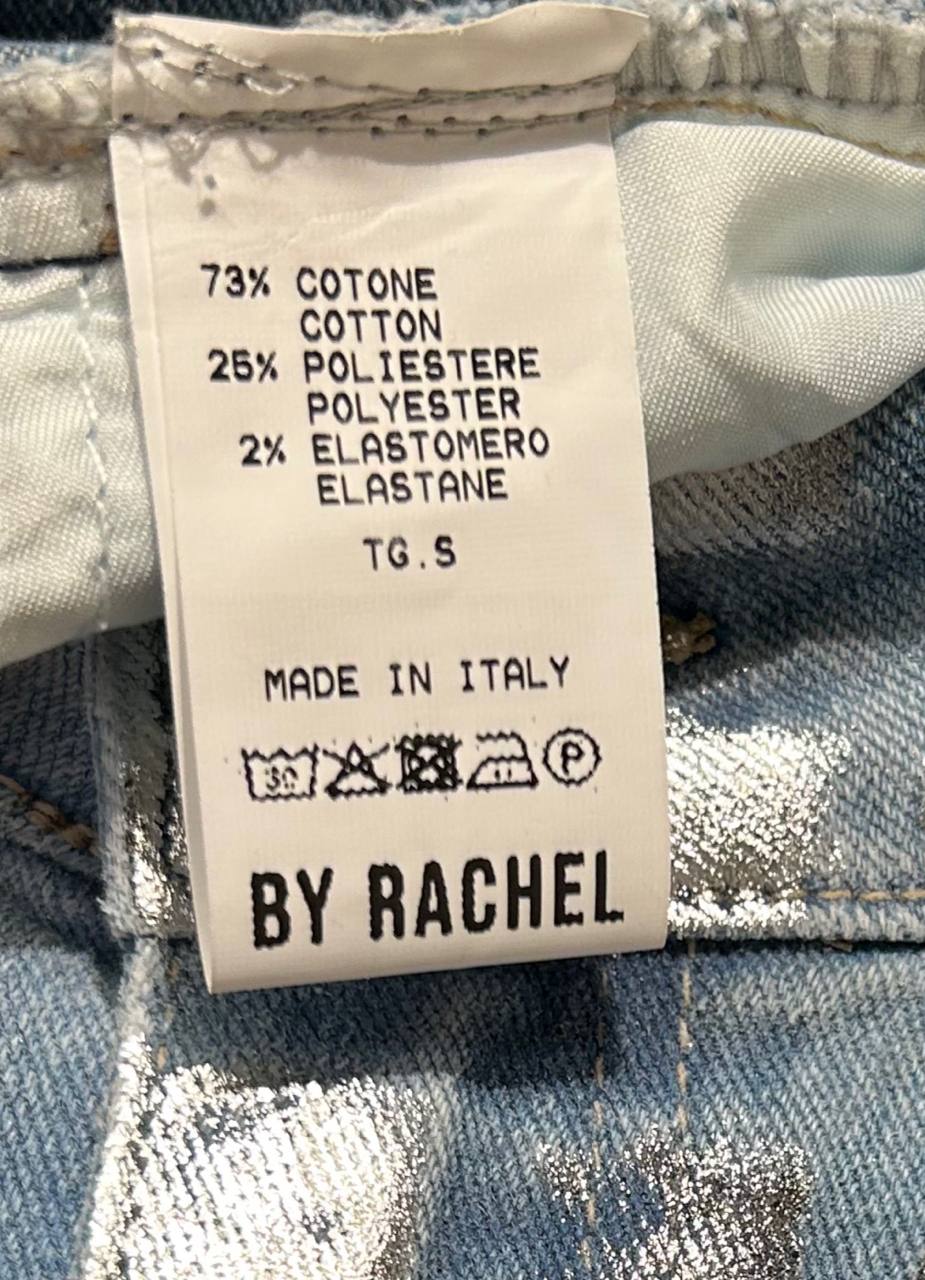 73% COTONE
COTTON
25% POLIESTERE
POLYESTER
2% ELASTOMERO
ELASTANE
TG.S
MADE IN ITALY
30 P
BY RACHEL